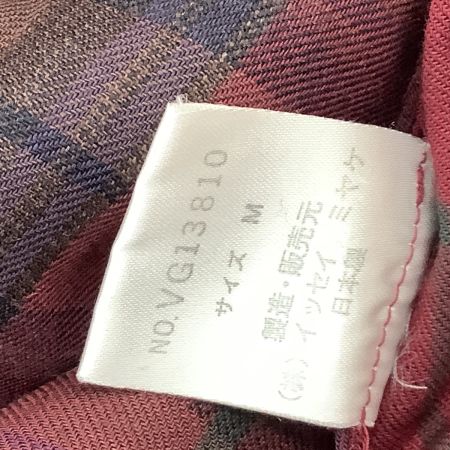 NO.VG13810
サイズ M
製造・販売元
(株)イッセイミヤケ
日本製